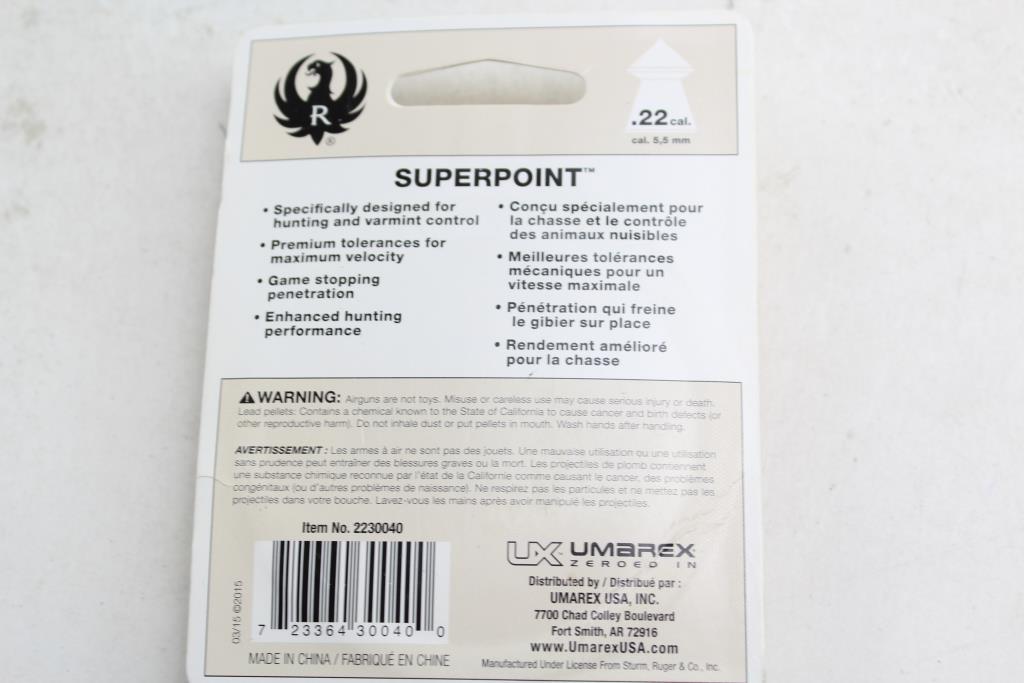 R
®
.22 cal.
cal. 5,5 mm
SUPERPOINT™
• Specifically designed for
hunting and varmint control
• Premium tolerances for
maximum velocity
• Game stopping
penetration
• Enhanced hunting
performance
• Conçu spécialement pour
la chasse et le contrôle
des animaux nuisibles
• Meilleures tolérances
mécaniques pour un
vitesse maximale
• Pénétration qui freine
le gibier sur place
• Rendement amélioré
pour la chasse
WARNING: Airguns are not toys. Misuse or careless use may cause serious injury or death.
Lead pellets: Contains a chemical known to the State of California to cause cancer and birth defects (or
other reproductive harm). Do not inhale dust or put pellets in mouth. Wash hands after handling.
AVERTISSEMENT : Les armes à air ne sont pas des jouets. Une mauvaise utilisation ou une utilisation
sans prudence peut entraîner des blessures graves ou la mort. Les projectiles de plomb contiennent
une substance chimique reconnue par l'état de la Californie comme causant le cancer, des problèmes
congénitaux (ou d'autres problèmes de naissance). Ne respirez pas les particules et ne mettez pas les
projectiles dans votre bouche. Lavez-vous les mains après avoir manipulé les projectiles.
Item No. 2230040
7 23364 30040 0
03/15 ©2015
MADE IN CHINA / FABRIQUÉ EN CHINE
UX UMAREX
ZEROED IN
Distributed by / Distribué par :
UMAREX USA, INC.
7700 Chad Colley Boulevard
Fort Smith, AR 72916
www.UmarexUSA.com
Manufactured Under License From Sturm, Ruger & Co., Inc.